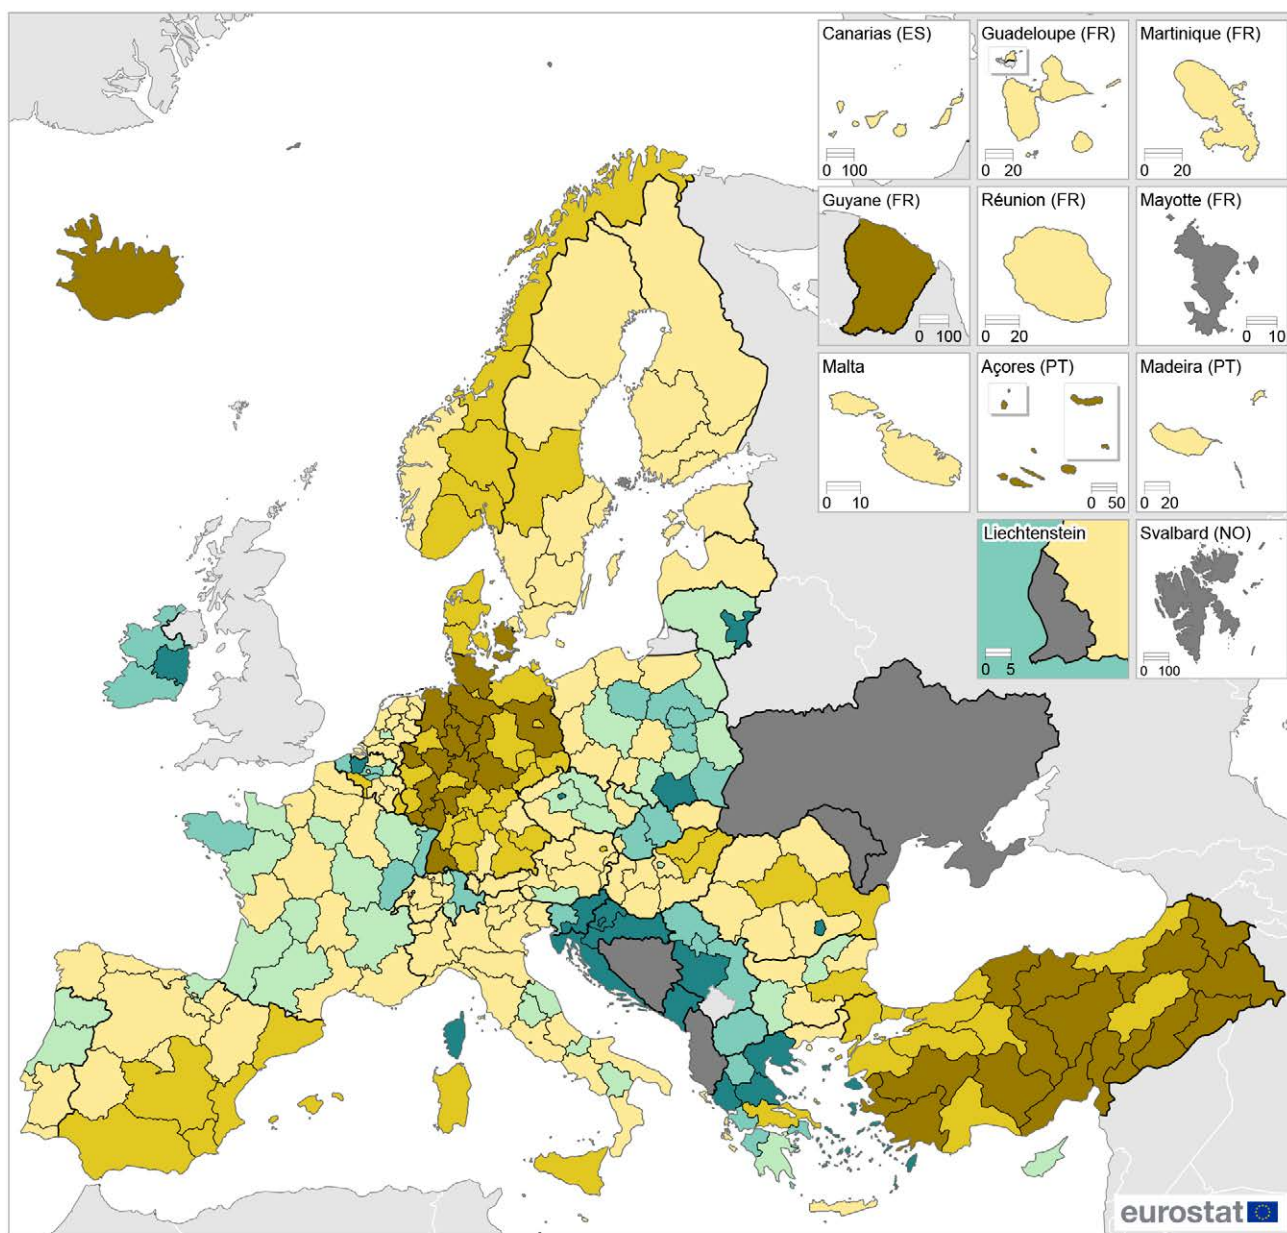 Canarias (ES)
0 100
Guadeloupe (FR)
0 20
Martinique (FR)
0 20
Guyane (FR)
0 100
Réunion (FR)
0 20
Mayotte (FR)
0 10
Malta
0 10
Açores (PT)
0 50
Madeira (PT)
0 20
Liechtenstein
0 5
Svalbard (NO)
0 100
eurostat